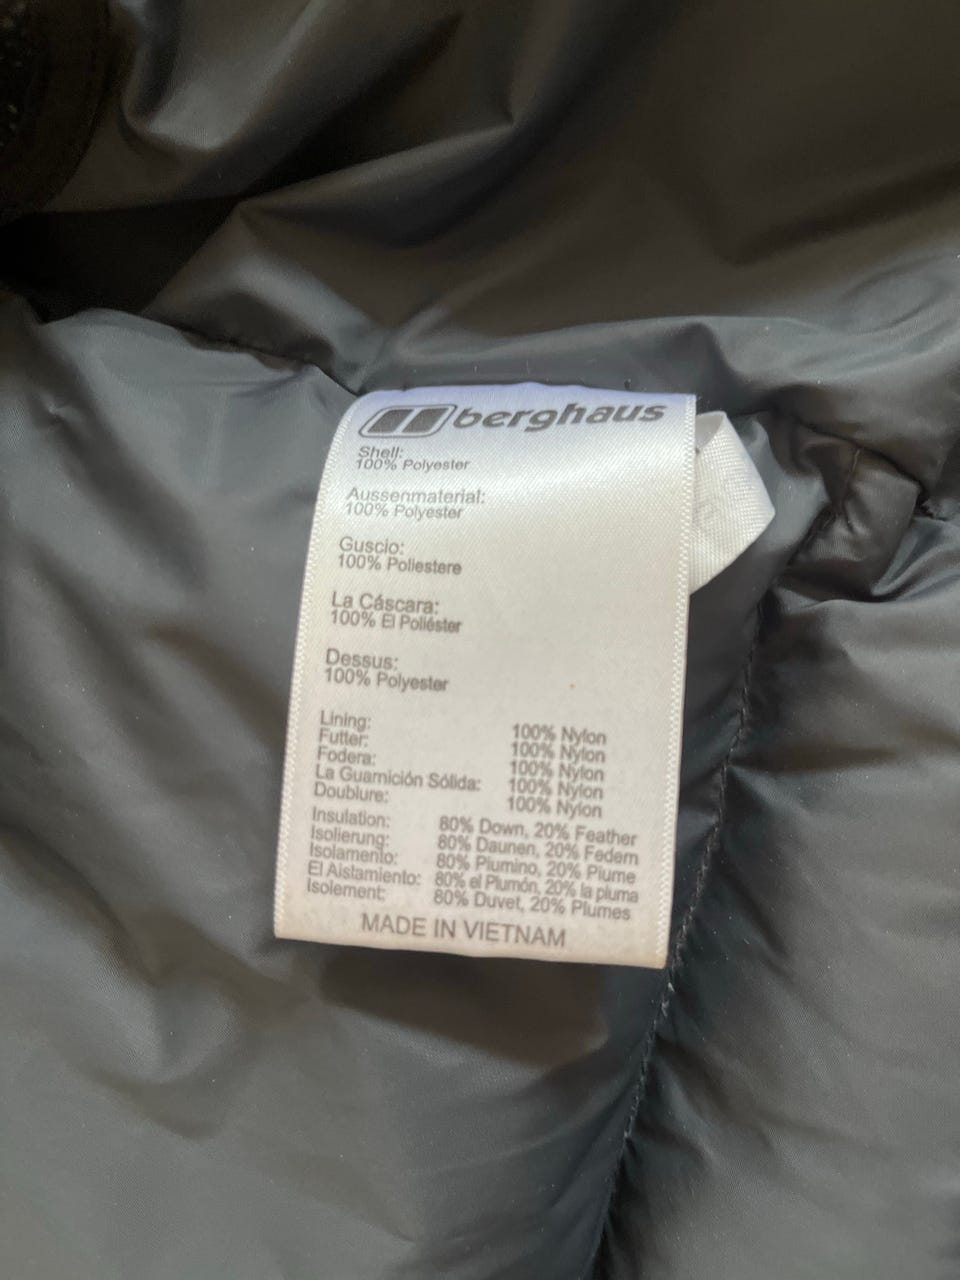 berghaus
Shell:
100% Polyester
Aussenmaterial:
100% Polyester
Guscio:
100% Poliestere
La Cáscara:
100% El Poliéster
Dessus:
100% Polyester
Lining: 100% Nylon
Futter: 100% Nylon
Fodera: 100% Nylon
La Guarnición Sólida: 100% Nylon
Doublure: 100% Nylon
Insulation: 80% Down, 20% Feather
Isolierung: 80% Daunen, 20% Federn
Isolamento: 80% Piumino, 20% Piume
El Aistamiento: 80% el Plumón, 20% la pluma
Isolement: 80% Duvet, 20% Plumes
MADE IN VIETNAM